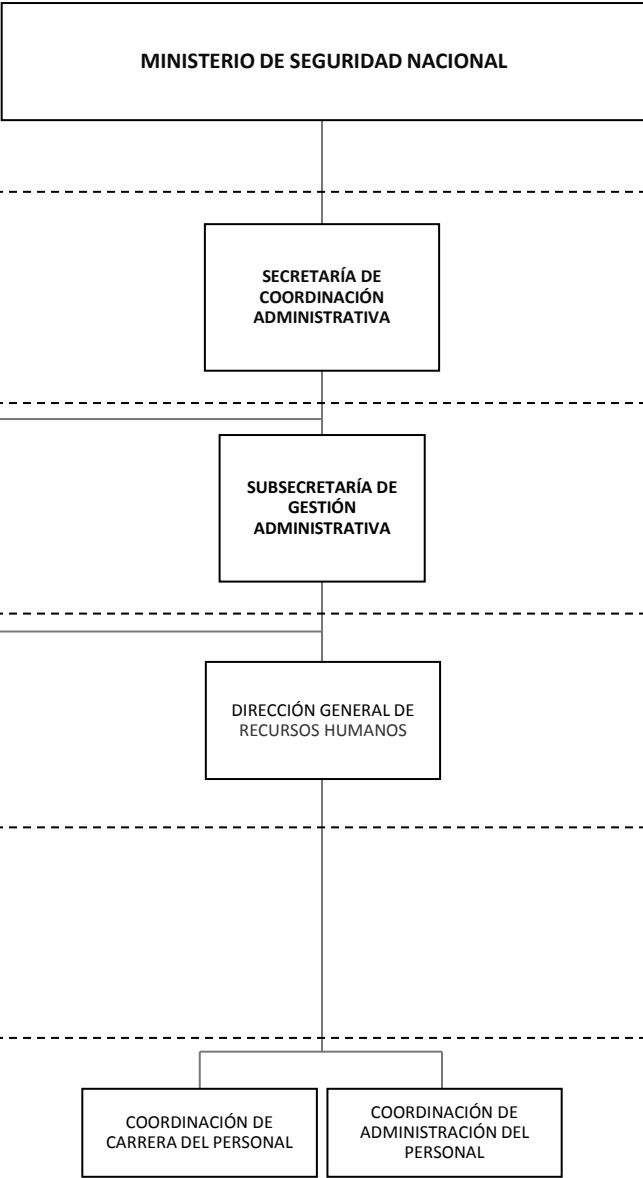 MINISTERIO DE SEGURIDAD NACIONAL
SECRETARÍA DE
COORDINACIÓN
ADMINISTRATIVA
SUBSECRETARÍA DE
GESTIÓN
ADMINISTRATIVA
DIRECCIÓN GENERAL DE
RECURSOS HUMANOS
COORDINACIÓN DE
CARRERA DEL PERSONAL
COORDINACIÓN DE
ADMINISTRACIÓN DEL
PERSONAL